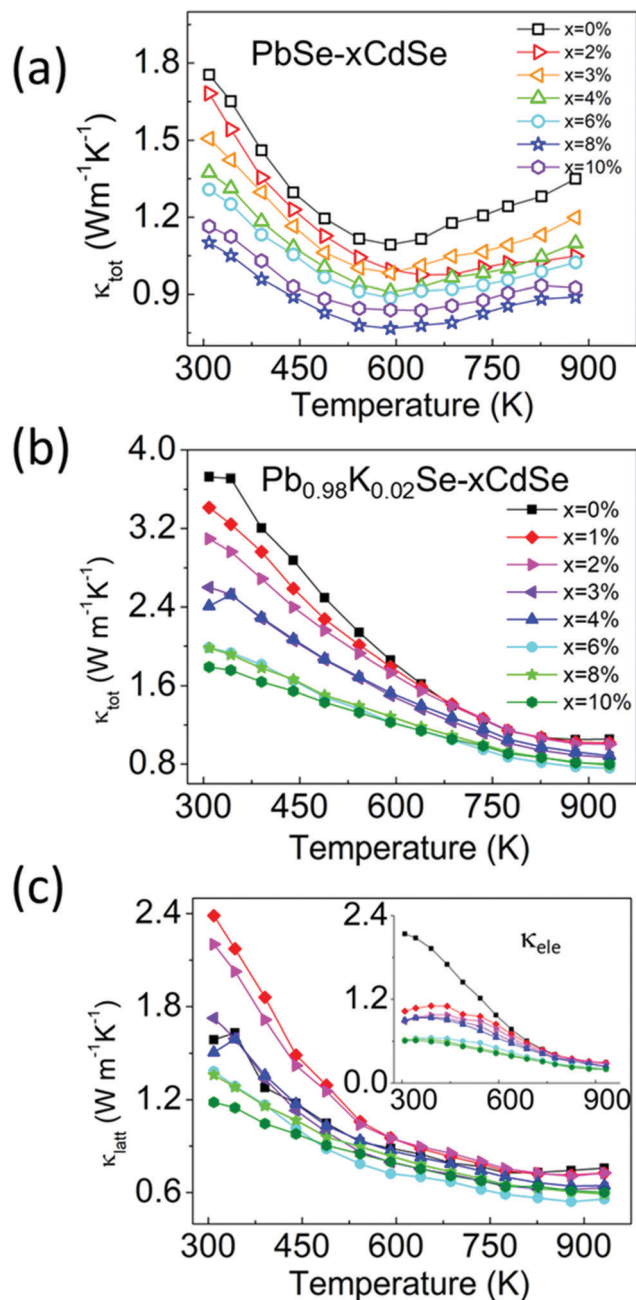 (a)
PbSe-xCdSe
x=0%
x=2%
x=3%
x=4%
x=6%
x=8%
x=10%
1.8
1.5
1.2
0.9
κtot (Wm⁻¹K⁻¹)
300 450 600 750 900
Temperature (K)
(b)
Pb₀.₉₈K₀.₀₂Se-xCdSe
x=0%
x=1%
x=2%
x=3%
x=4%
x=6%
x=8%
x=10%
4.0
3.2
2.4
1.6
0.8
κtot (W m⁻¹K⁻¹)
300 450 600 750 900
Temperature (K)
(c)
2.4
1.8
1.2
0.6
κlatt (W m⁻¹K⁻¹)
2.4
1.2
0.0
κele
300 600 900
300 450 600 750 900
Temperature (K)